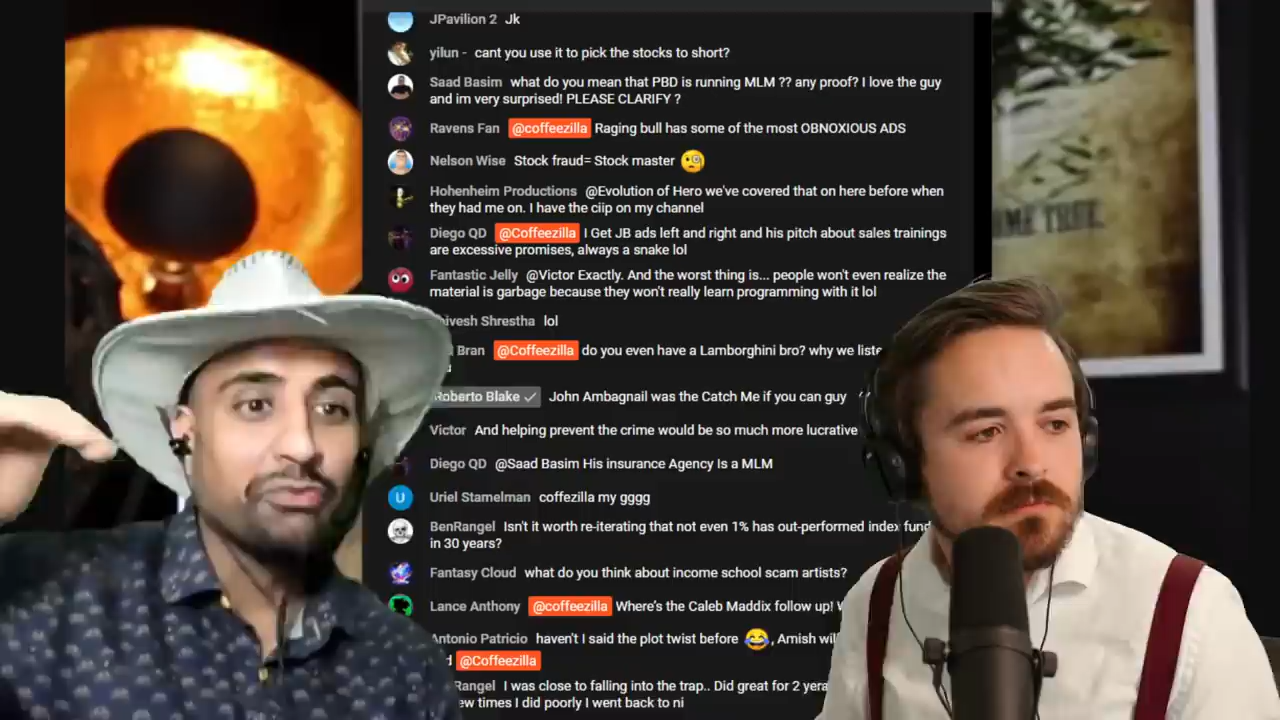 JPavilion 2 Jk
yilun - cant you use it to pick the stocks to short?
Saad Basim what do you mean that PBD is running MLM ?? any proof? I love the guy
and im very surprised! PLEASE CLARIFY ?
Ravens Fan @coffeezilla Raging bull has some of the most OBNOXIOUS ADS
Nelson Wise Stock fraud= Stock master 🧐
Hohenheim Productions @Evolution of Hero we've covered that on here before when
they had me on. I have the ciip on my channel
Diego QD @Coffeezilla I Get JB ads left and right and his pitch about sales trainings
are excessive promises, always a snake lol
Fantastic Jelly @Victor Exactly. And the worst thing is... people won't even realize the
material is garbage because they won't really learn programming with it lol
Shrestha lol
Bran @Coffeezilla do you even have a Lamborghini bro? why we
Roberto Blake ✓ John Ambagnail was the Catch Me if you can guy
Victor And helping prevent the crime would be so much more lucrative
Diego QD @Saad Basim His insurance Agency Is a MLM
U
Uriel Stamelman coffezilla my gggg
BenRangel Isn't it worth re-iterating that not even 1% has out-performed index
in 30 years?
Fantasy Cloud what do you think about income school scam artists?
Lance Anthony @coffeezilla Where's the Caleb Maddix follow up!
Antonio Patricio haven't I said the plot twist before 😂, Amish
@Coffeezilla
Rangel I was close to falling into the trap.. Did great for 2
times I did poorly I went back to
OME TRUE.